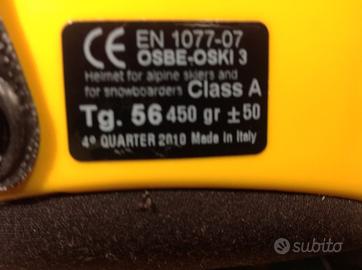 CE EN 1077-07
OSBE-OSKI 3
Helmet for alpine skiers and
for snowboarders Class A
Tg. 56 450 gr ±50
4° QUARTER 2010 Made in Italy
subito